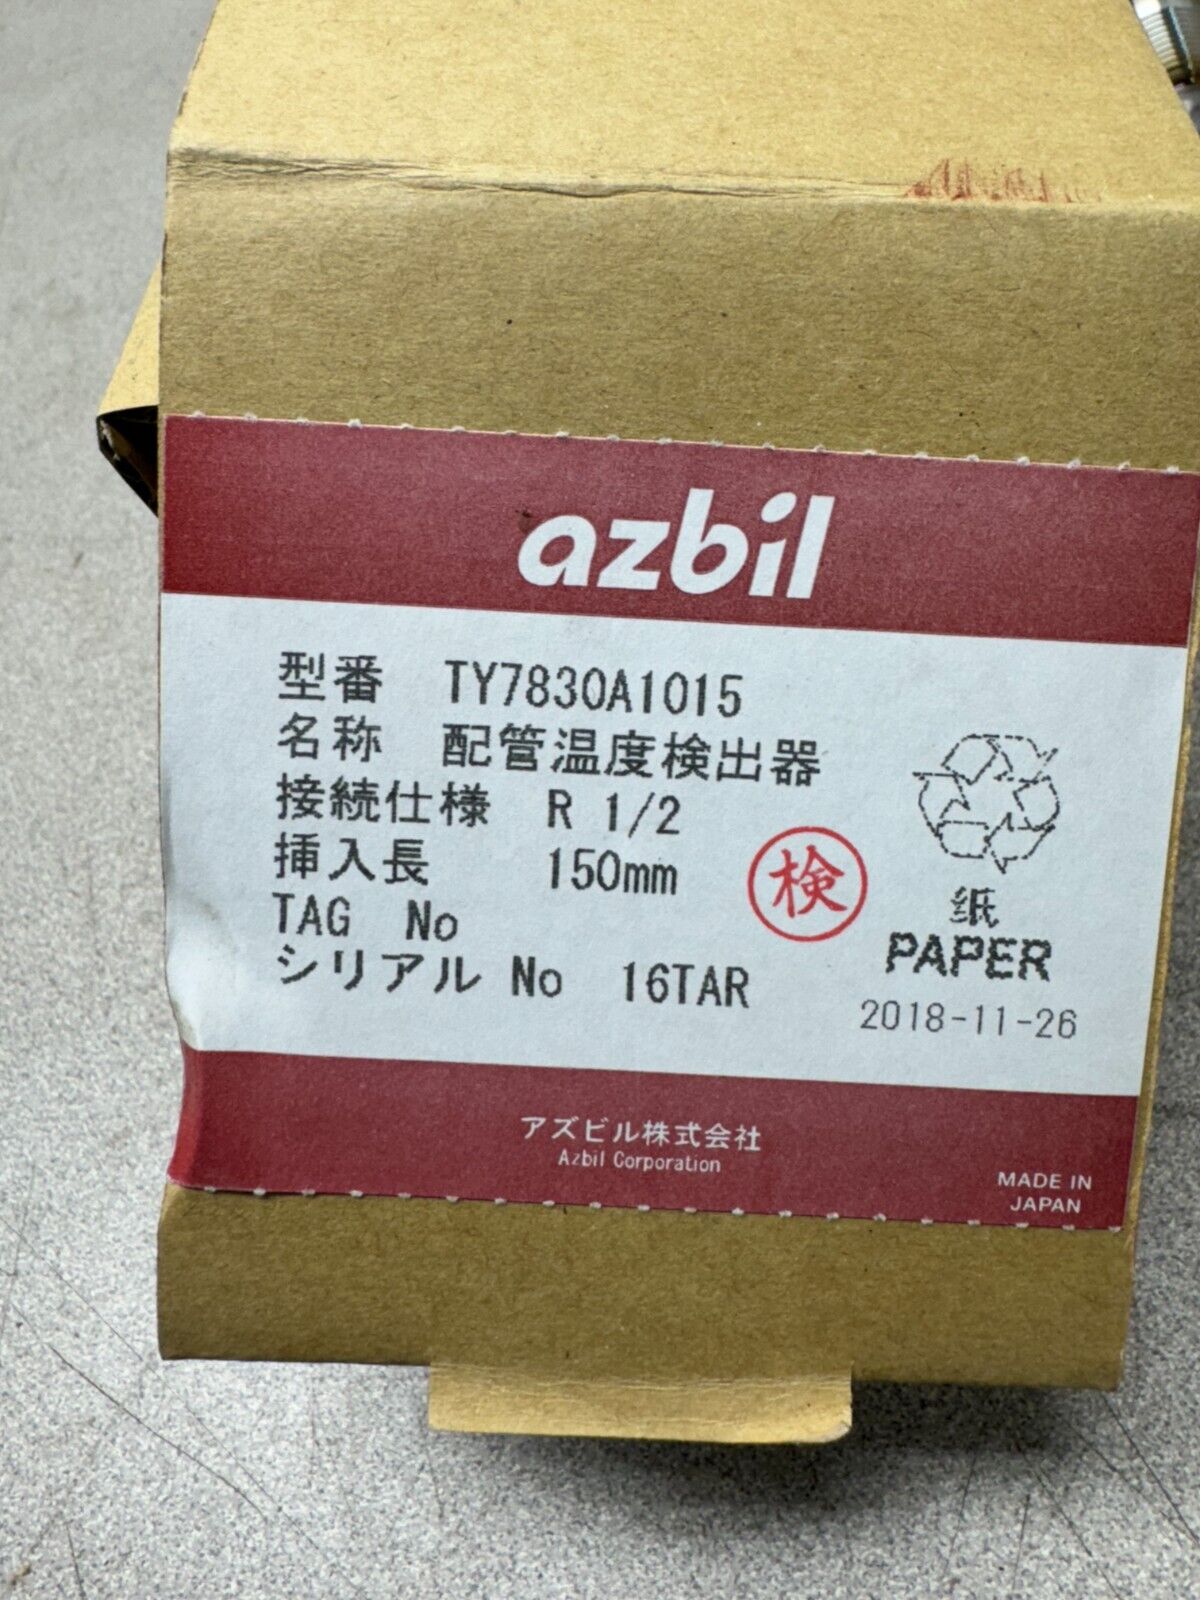 azbil
型番 TY7830A1015
名称 配管温度検出器
接続仕様 R 1/2
挿入長 150mm
検
TAG No
シリアル No 16TAR
纸
PAPER
2018-11-26
アズビル株式会社
Azbil Corporation
MADE IN
JAPAN